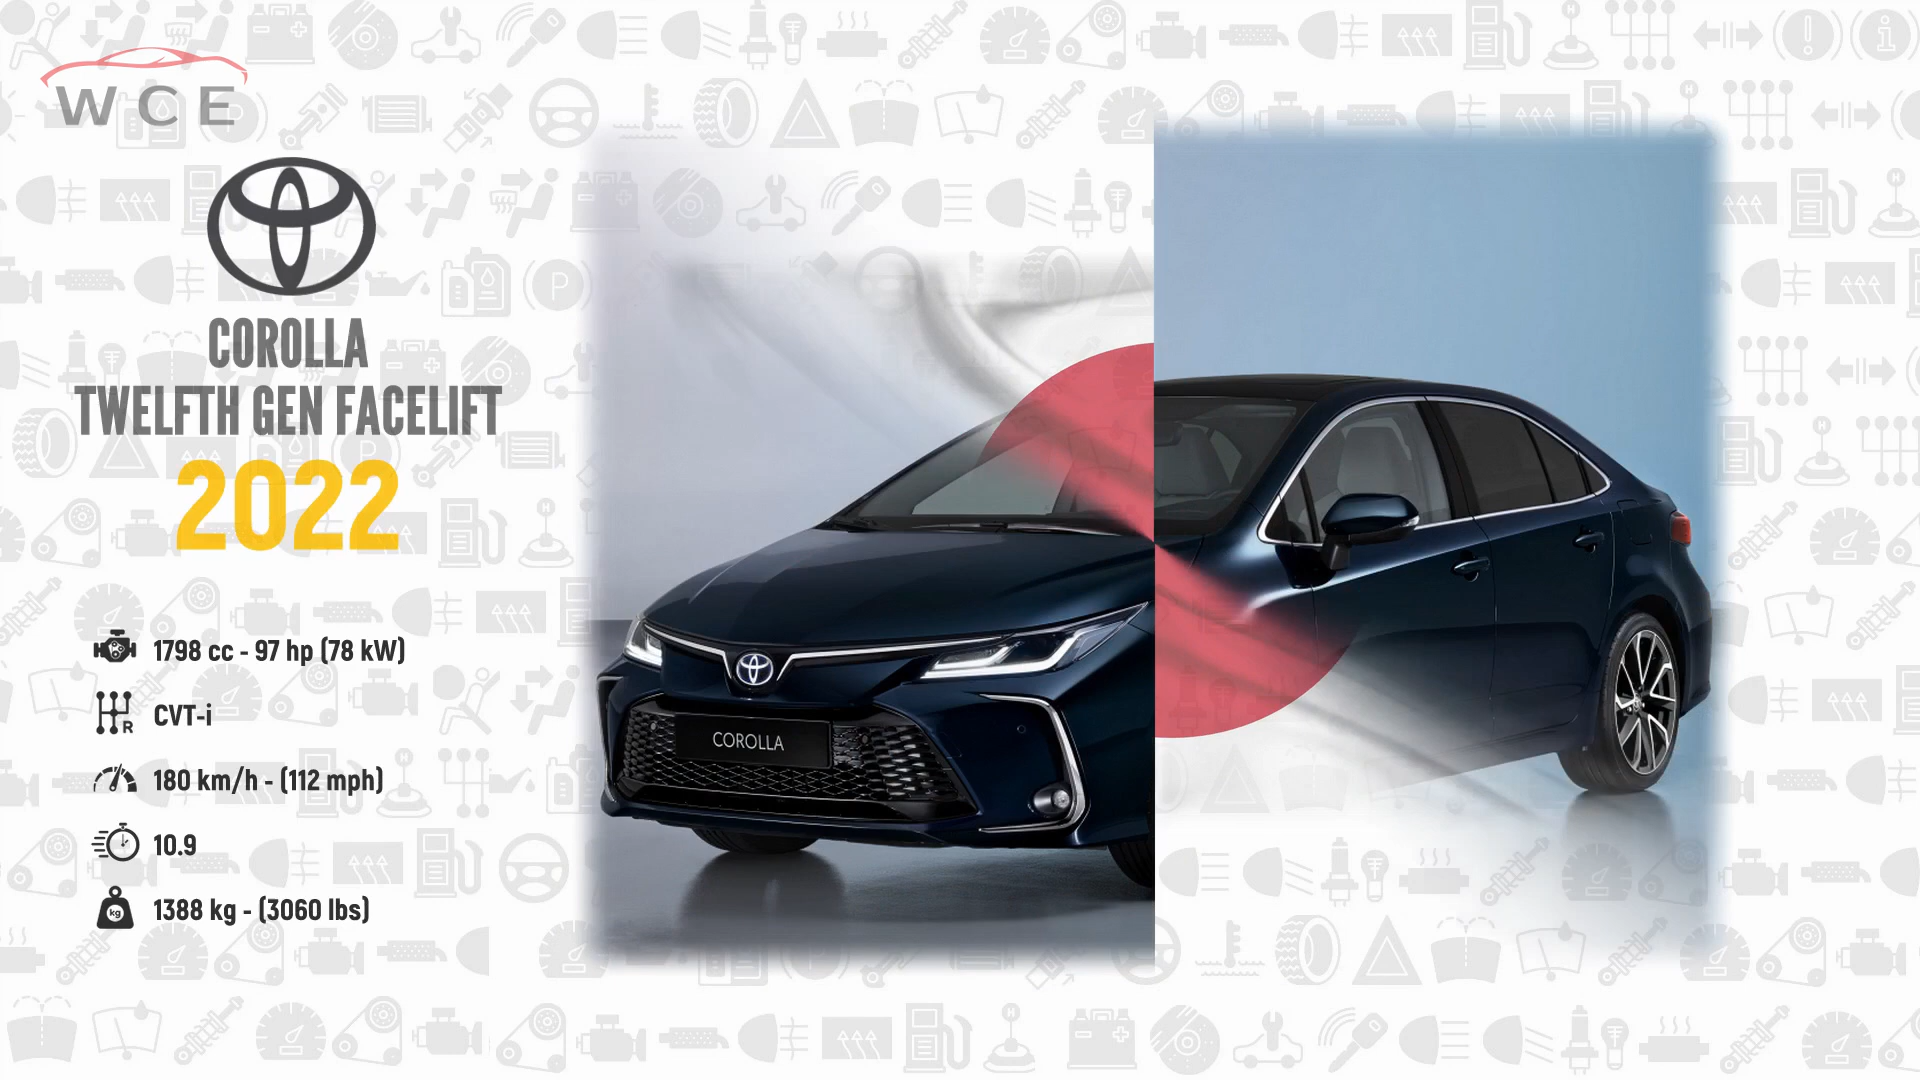 WCE
COROLLA
TWELFTH GEN FACELIFT
2022
1798 cc - 97 hp (78 kW)
R
CVT-i
180 km/h - (112 mph)
10.9
kg
1388 kg - (3060 lbs)
COROLLA